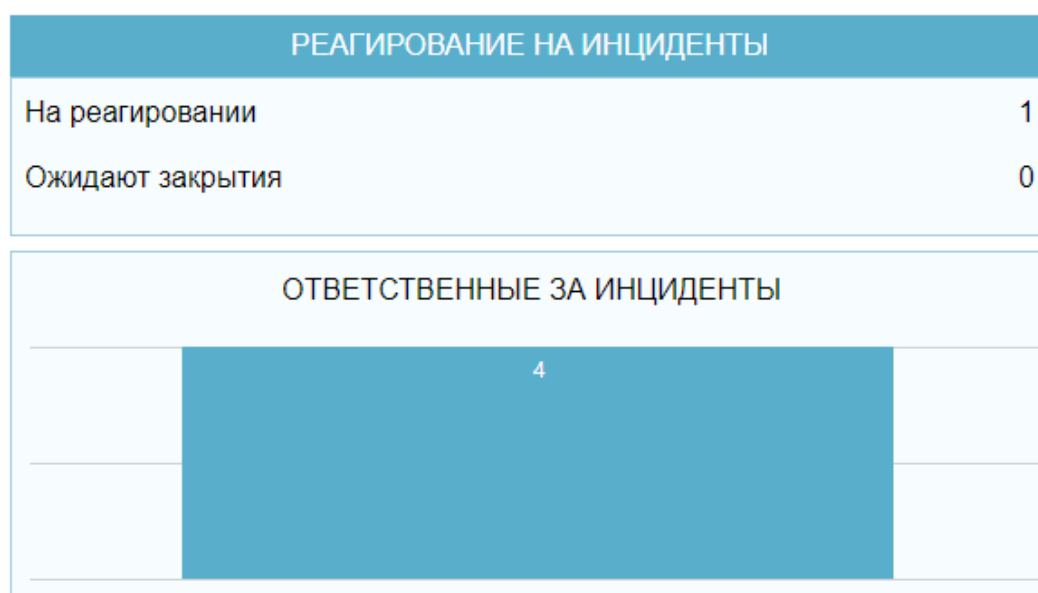 РЕАГИРОВАНИЕ НА ИНЦИДЕНТЫ
На реагировании 1
Ожидают закрытия 0
ОТВЕТСТВЕННЫЕ ЗА ИНЦИДЕНТЫ
4